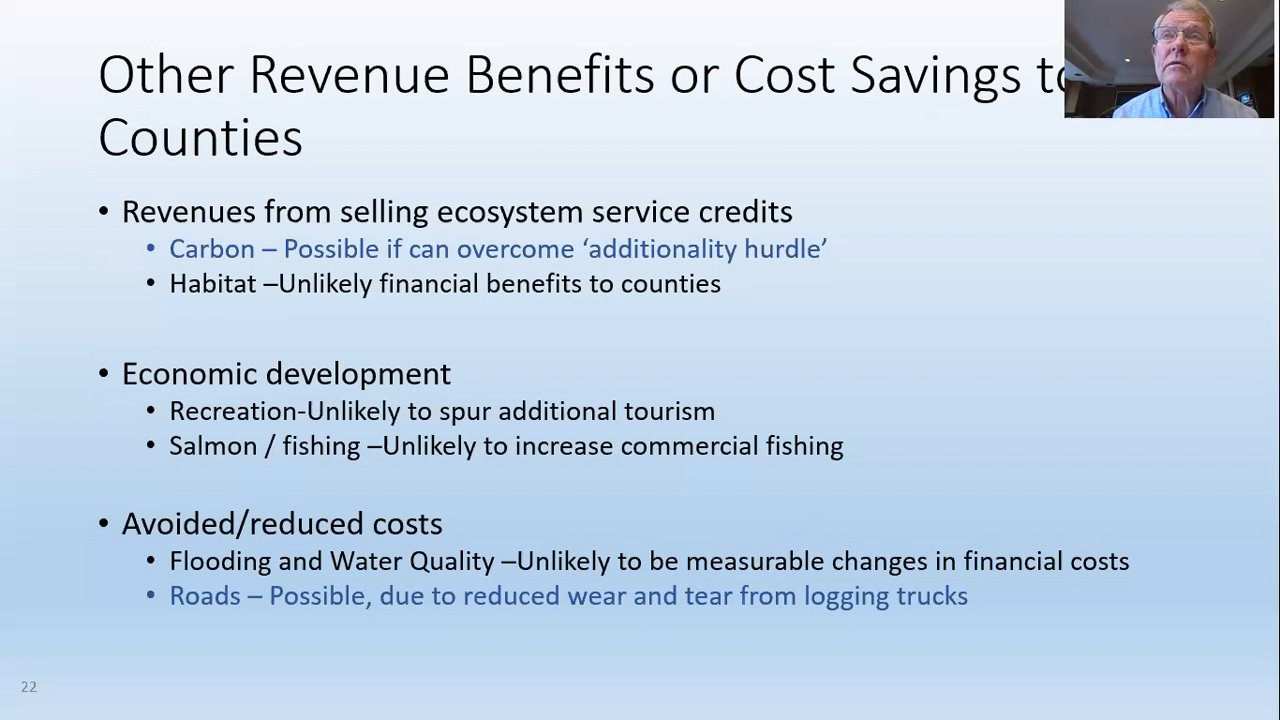 Other Revenue Benefits or Cost Savings to
Counties
• Revenues from selling ecosystem service credits
• Carbon – Possible if can overcome ‘additionality hurdle’
• Habitat –Unlikely financial benefits to counties
• Economic development
• Recreation-Unlikely to spur additional tourism
• Salmon / fishing –Unlikely to increase commercial fishing
• Avoided/reduced costs
• Flooding and Water Quality –Unlikely to be measurable changes in financial costs
• Roads – Possible, due to reduced wear and tear from logging trucks
22